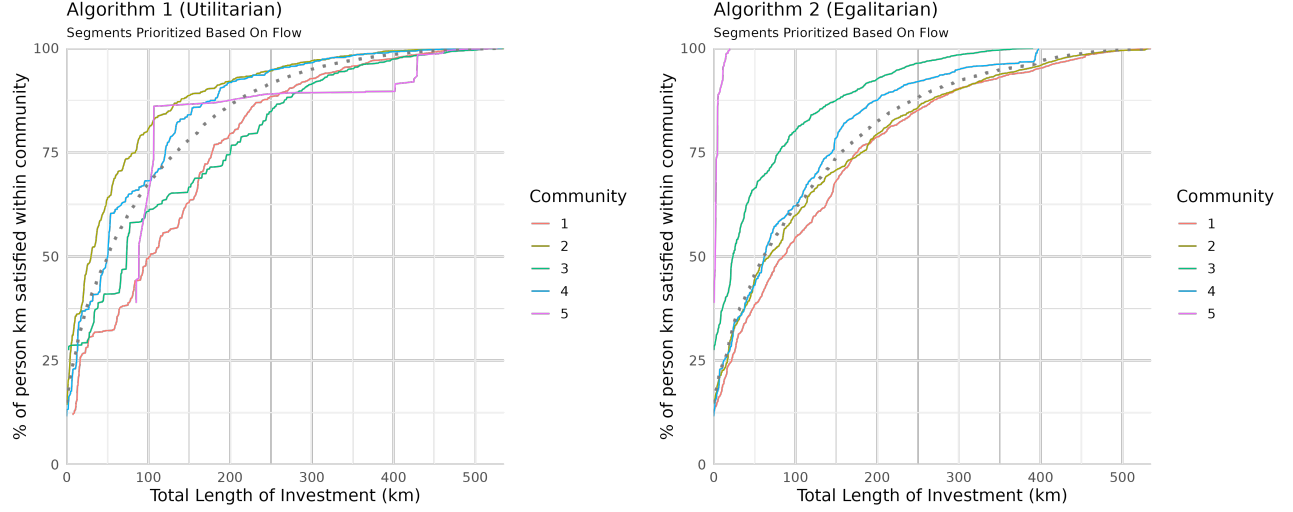 Algorithm 1 (Utilitarian)
Segments Prioritized Based On Flow
100
75
50
25
0
% of person km satisfied within community
0 100 200 300 400 500
Total Length of Investment (km)
Community
1
2
3
4
5
Algorithm 2 (Egalitarian)
Segments Prioritized Based On Flow
100
75
50
25
0
% of person km satisfied within community
0 100 200 300 400 500
Total Length of Investment (km)
Community
1
2
3
4
5